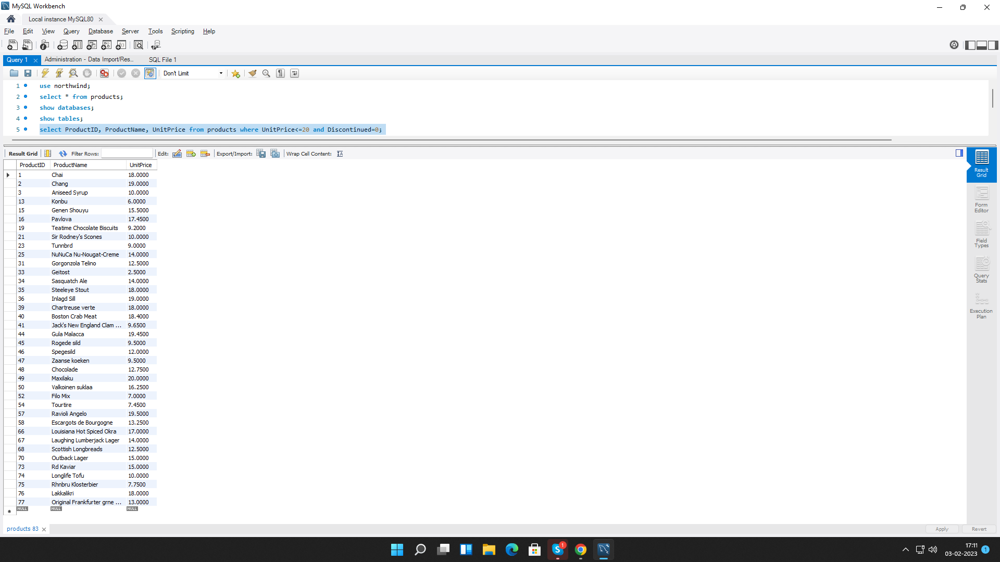 MySQL Workbench
Local instance MySQL80
File Edit View Query Database Server Tools Scripting Help
Query 1 Administration - Data Import/Res... SQL File 1
Don't Limit
1 use northwind;
2 select * from products;
3 show databases;
4 show tables;
5 select ProductID, ProductName, UnitPrice from products where UnitPrice<=20 and Discontinued=0;
Result Grid Filter Rows: Edit: Export/Import: Wrap Cell Content:
ProductID ProductName UnitPrice
1 Chai 18.0000
2 Chang 19.0000
3 Aniseed Syrup 10.0000
13 Konbu 6.0000
15 Genen Shouyu 15.5000
16 Pavlova 17.4500
19 Teatime Chocolate Biscuits 9.2000
21 Sir Rodney's Scones 10.0000
23 Tunnbrd 9.0000
25 NuNuCa Nu-Nougat-Creme 14.0000
31 Gorgonzola Telino 12.5000
33 Geitost 2.5000
34 Sasquatch Ale 14.0000
35 Steeleye Stout 18.0000
36 Inlagd Sill 19.0000
39 Chartreuse verte 18.0000
40 Boston Crab Meat 18.4000
41 Jack's New England Clam ... 9.6500
44 Gula Malacca 19.4500
45 Rogede sild 9.5000
46 Spegesild 12.0000
47 Zaanse koeken 9.5000
48 Chocolade 12.7500
49 Maxilaku 20.0000
50 Valkoinen suklaa 16.2500
52 Filo Mix 7.0000
54 Tourtire 7.4500
57 Ravioli Angelo 19.5000
58 Escargots de Bourgogne 13.2500
66 Louisiana Hot Spiced Okra 17.0000
67 Laughing Lumberjack Lager 14.0000
68 Scottish Longbreads 12.5000
70 Outback Lager 15.0000
73 Rd Kaviar 15.0000
74 Longlife Tofu 10.0000
75 Rhnbru Klosterbier 7.7500
76 Lakkalikri 18.0000
77 Original Frankfurter grne ... 13.0000
NULL NULL NULL
Result
Grid
Form
Editor
Field
Types
Query
Stats
Execution
Plan
products 83 Apply Revert
S 1
17:11
03-02-2023 1